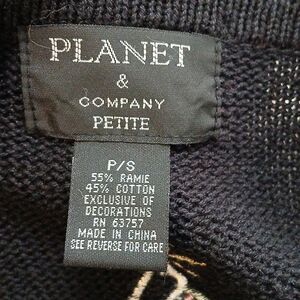 PLANET
&
COMPANY
PETITE
P/S
55% RAMIE
45% COTTON
EXCLUSIVE OF
DECORATIONS
RN 63757
MADE IN CHINA
SEE REVERSE FOR CARE